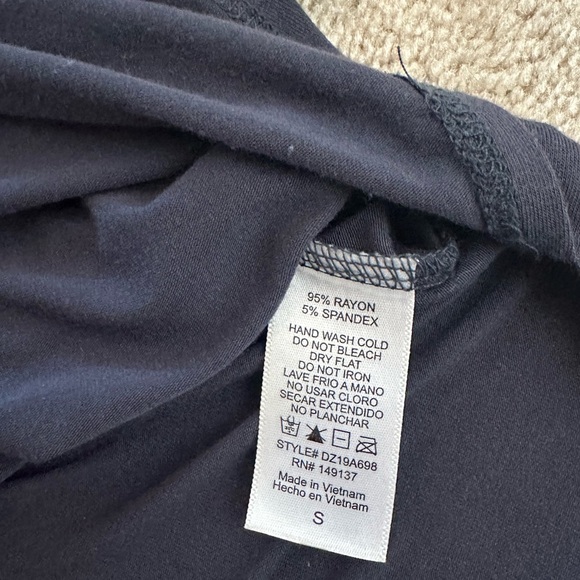 95% RAYON
5% SPANDEX
HAND WASH COLD
DO NOT BLEACH
DRY FLAT
DO NOT IRON
LAVE FRIO A MANO
NO USAR CLORO
SECAR EXTENDIDO
NO PLANCHAR
STYLE# DZ19A698
RN# 149137
Made in Vietnam
Hecho en Vietnam
S